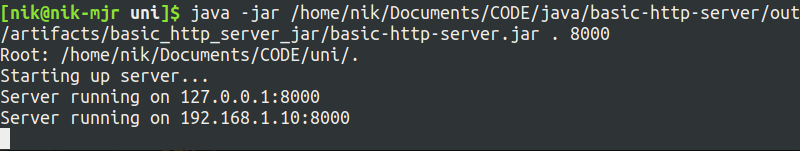 [nik@nik-mjr uni]$ java -jar /home/nik/Documents/CODE/java/basic-http-server/out
/artifacts/basic_http_server_jar/basic-http-server.jar . 8000
Root: /home/nik/Documents/CODE/uni/.
Starting up server...
Server running on 127.0.0.1:8000
Server running on 192.168.1.10:8000